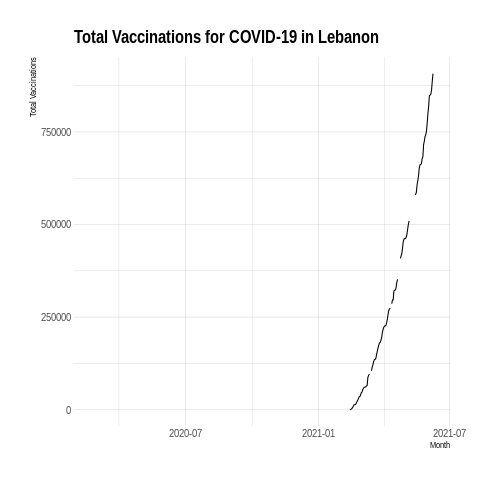 Total Vaccinations for COVID-19 in Lebanon
Total Vaccinations
750000
500000
250000
0
2020-07 2021-01 2021-07
Month